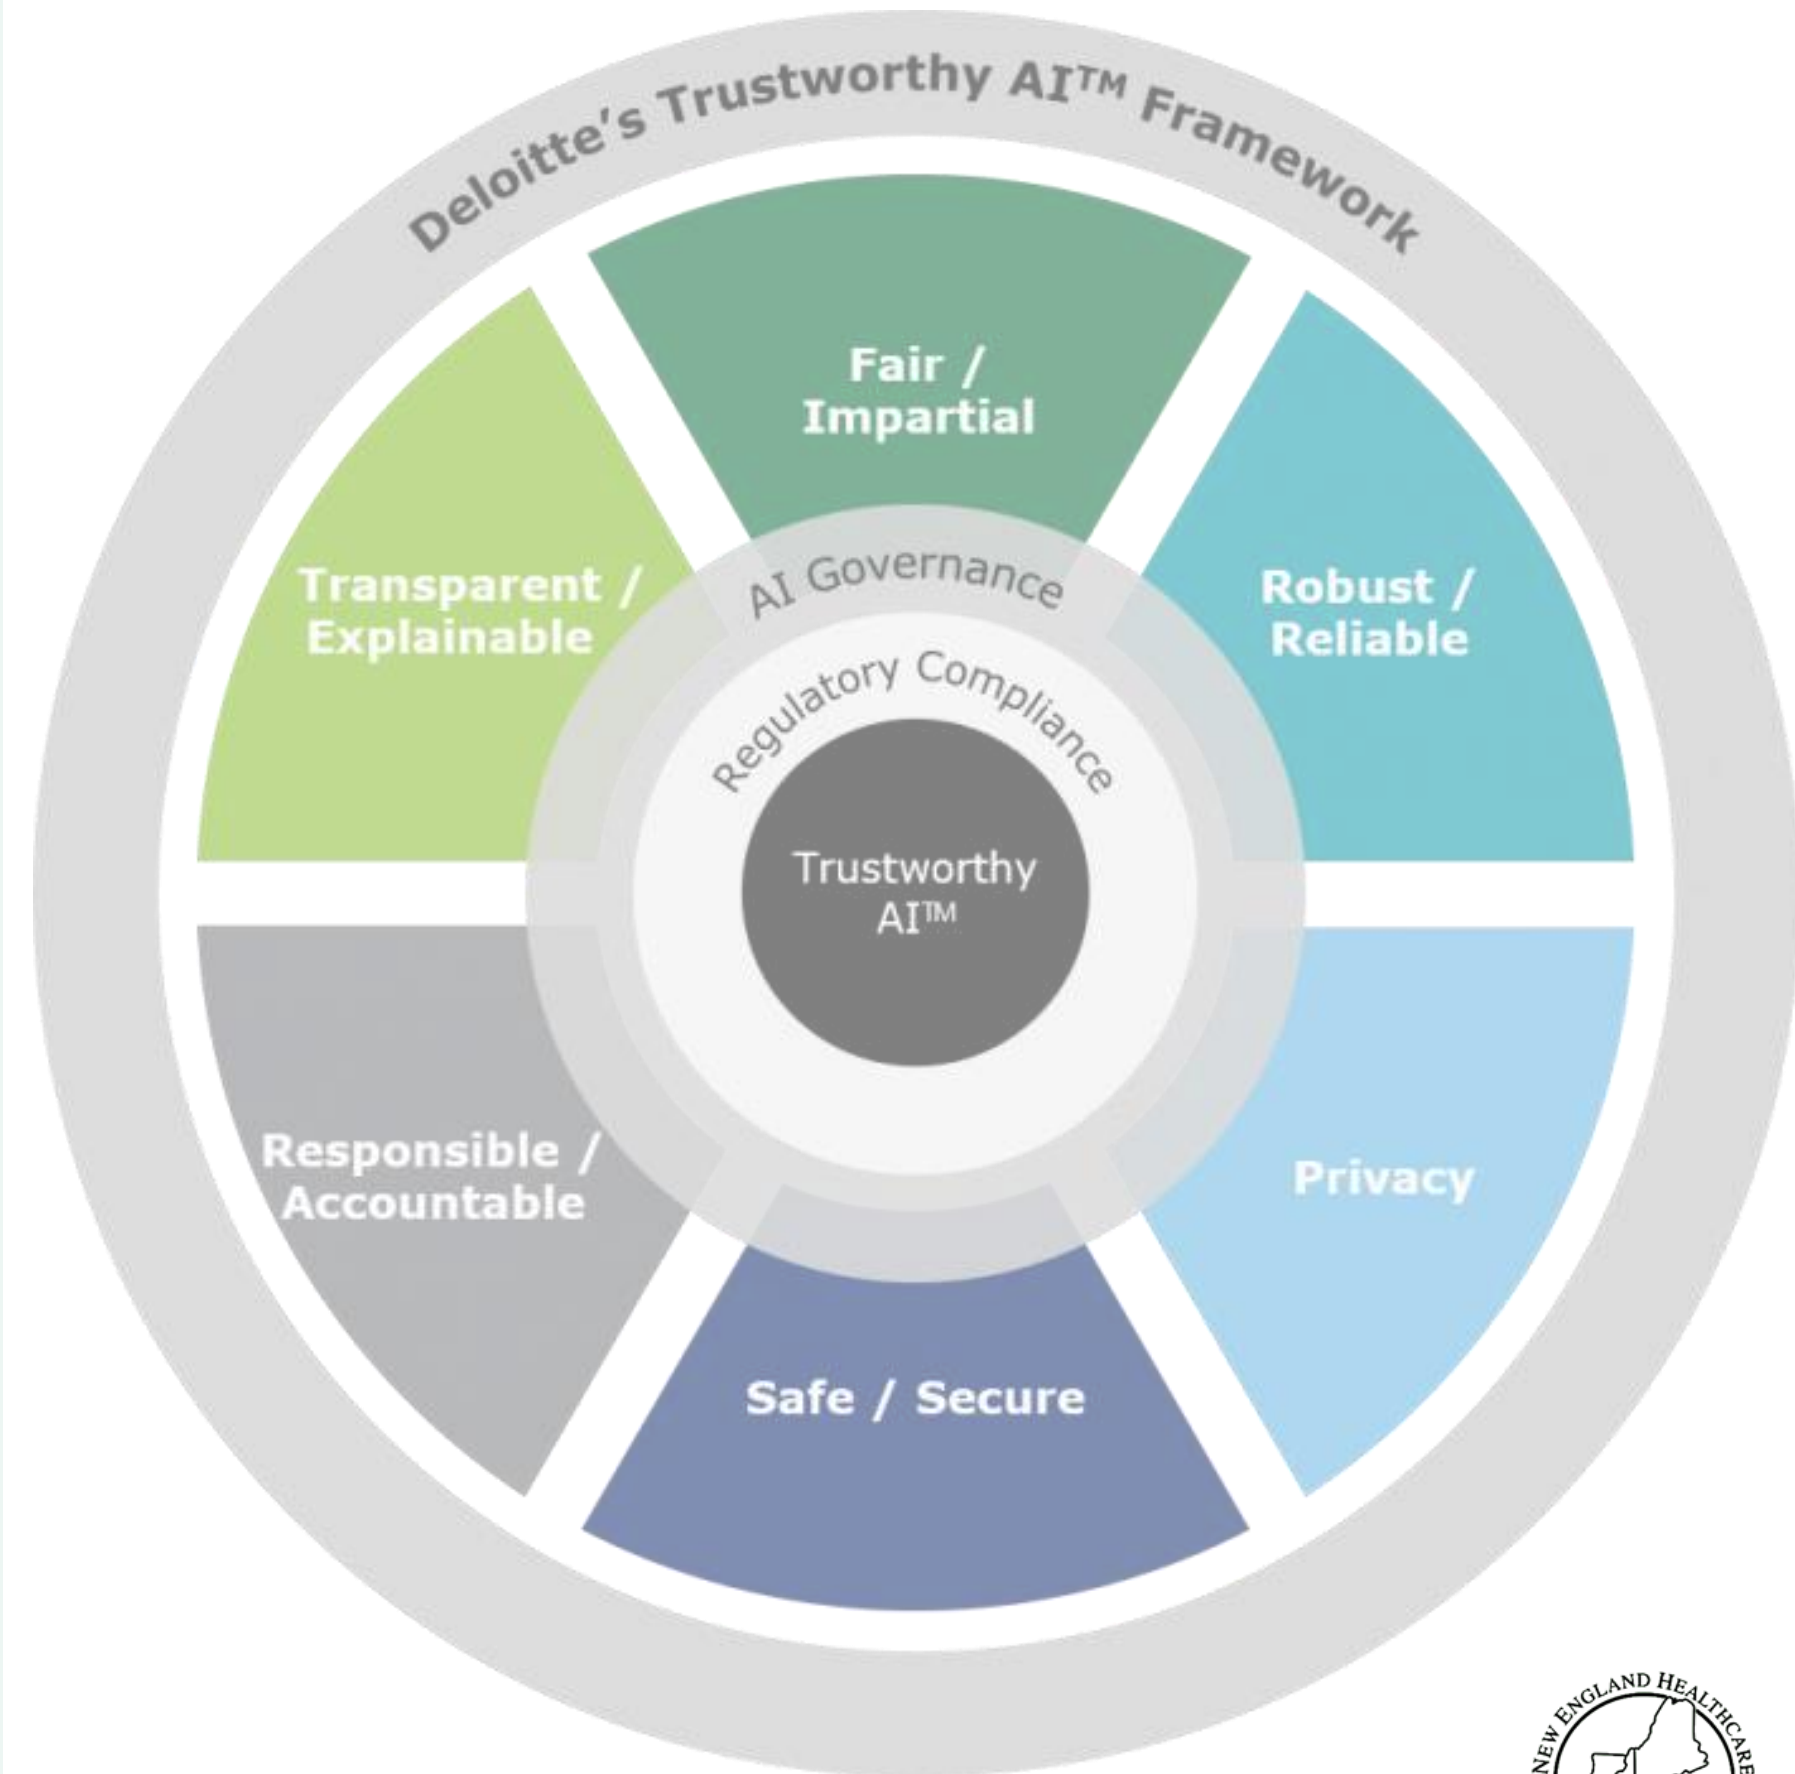 Deloitte’s Trustworthy AI™ Framework
Fair /
Impartial
Transparent /
Explainable
Robust /
Reliable
AI Governance
Regulatory Compliance
Trustworthy
AI™
Responsible /
Accountable
Privacy
Safe / Secure
NEW ENGLAND HEALTHCARE